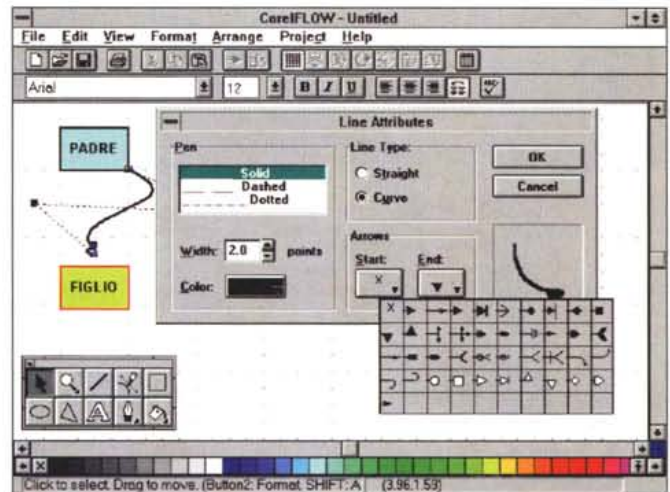 CorelFLOW - Untitled
File Edit View Format Arrange Project Help
Arial 12 B I U ABC
Line Attributes
PADRE
Pen
Solid
Dashed
Dotted
Width: 2.0 points
Color:
Line Type:
Straight
Curve
Arrows
Start: End:
X
OK
Cancel
FIGLIO
X
A
X
Click to select. Drag to move. (Button2: Format, SHIFT: A (3.96,1.59)